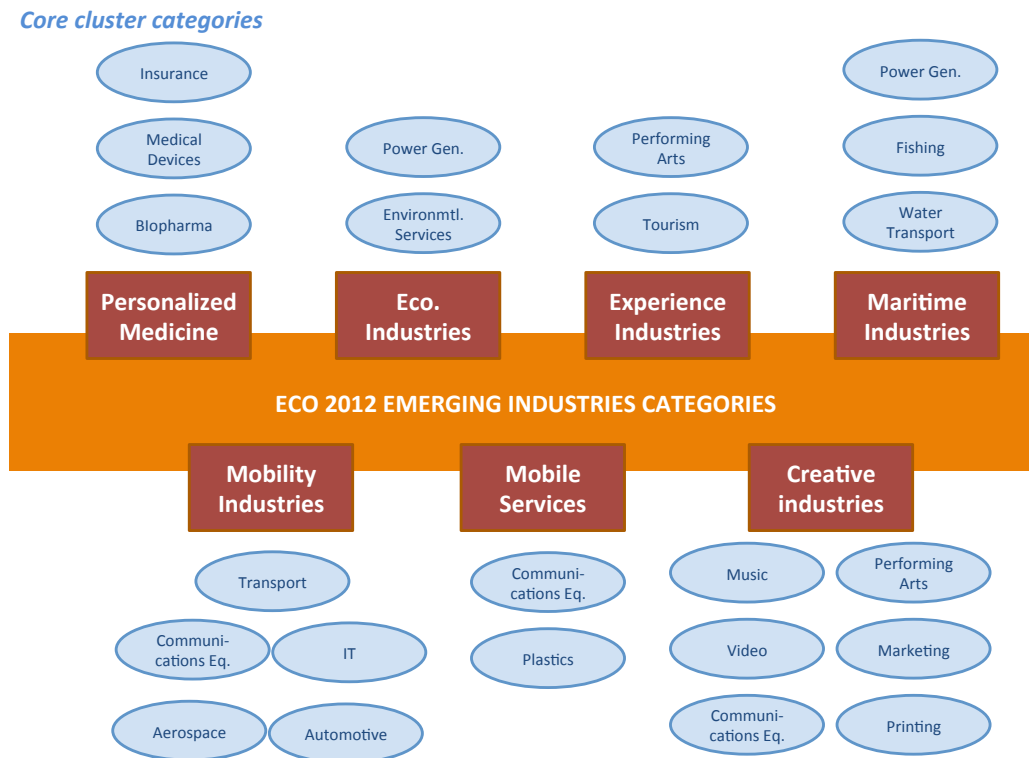 Core cluster categories
Insurance
Power Gen.
Medical
Devices
Power Gen.
Performing
Arts
Fishing
BIopharma
Environmtl.
Services
Tourism
Water
Transport
Personalized
Medicine
Eco.
Industries
Experience
Industries
Maritime
Industries
ECO 2012 EMERGING INDUSTRIES CATEGORIES
Mobility
Industries
Mobile
Services
Creative
industries
Transport
Communi-
cations Eq.
Music
Performing
Arts
Communi-
cations Eq.
IT
Plastics
Video
Marketing
Aerospace
Automotive
Communi-
cations Eq.
Printing